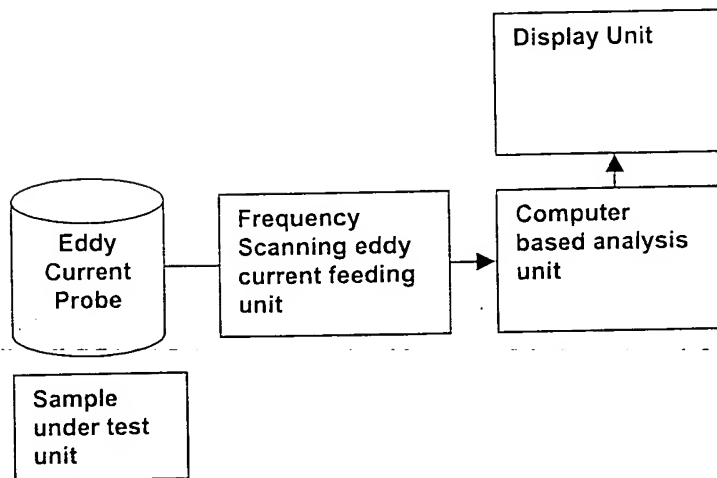 Display Unit
Eddy
Current
Probe
Frequency
Scanning eddy
current feeding
unit
Computer
based analysis
unit
Sample
under test
unit